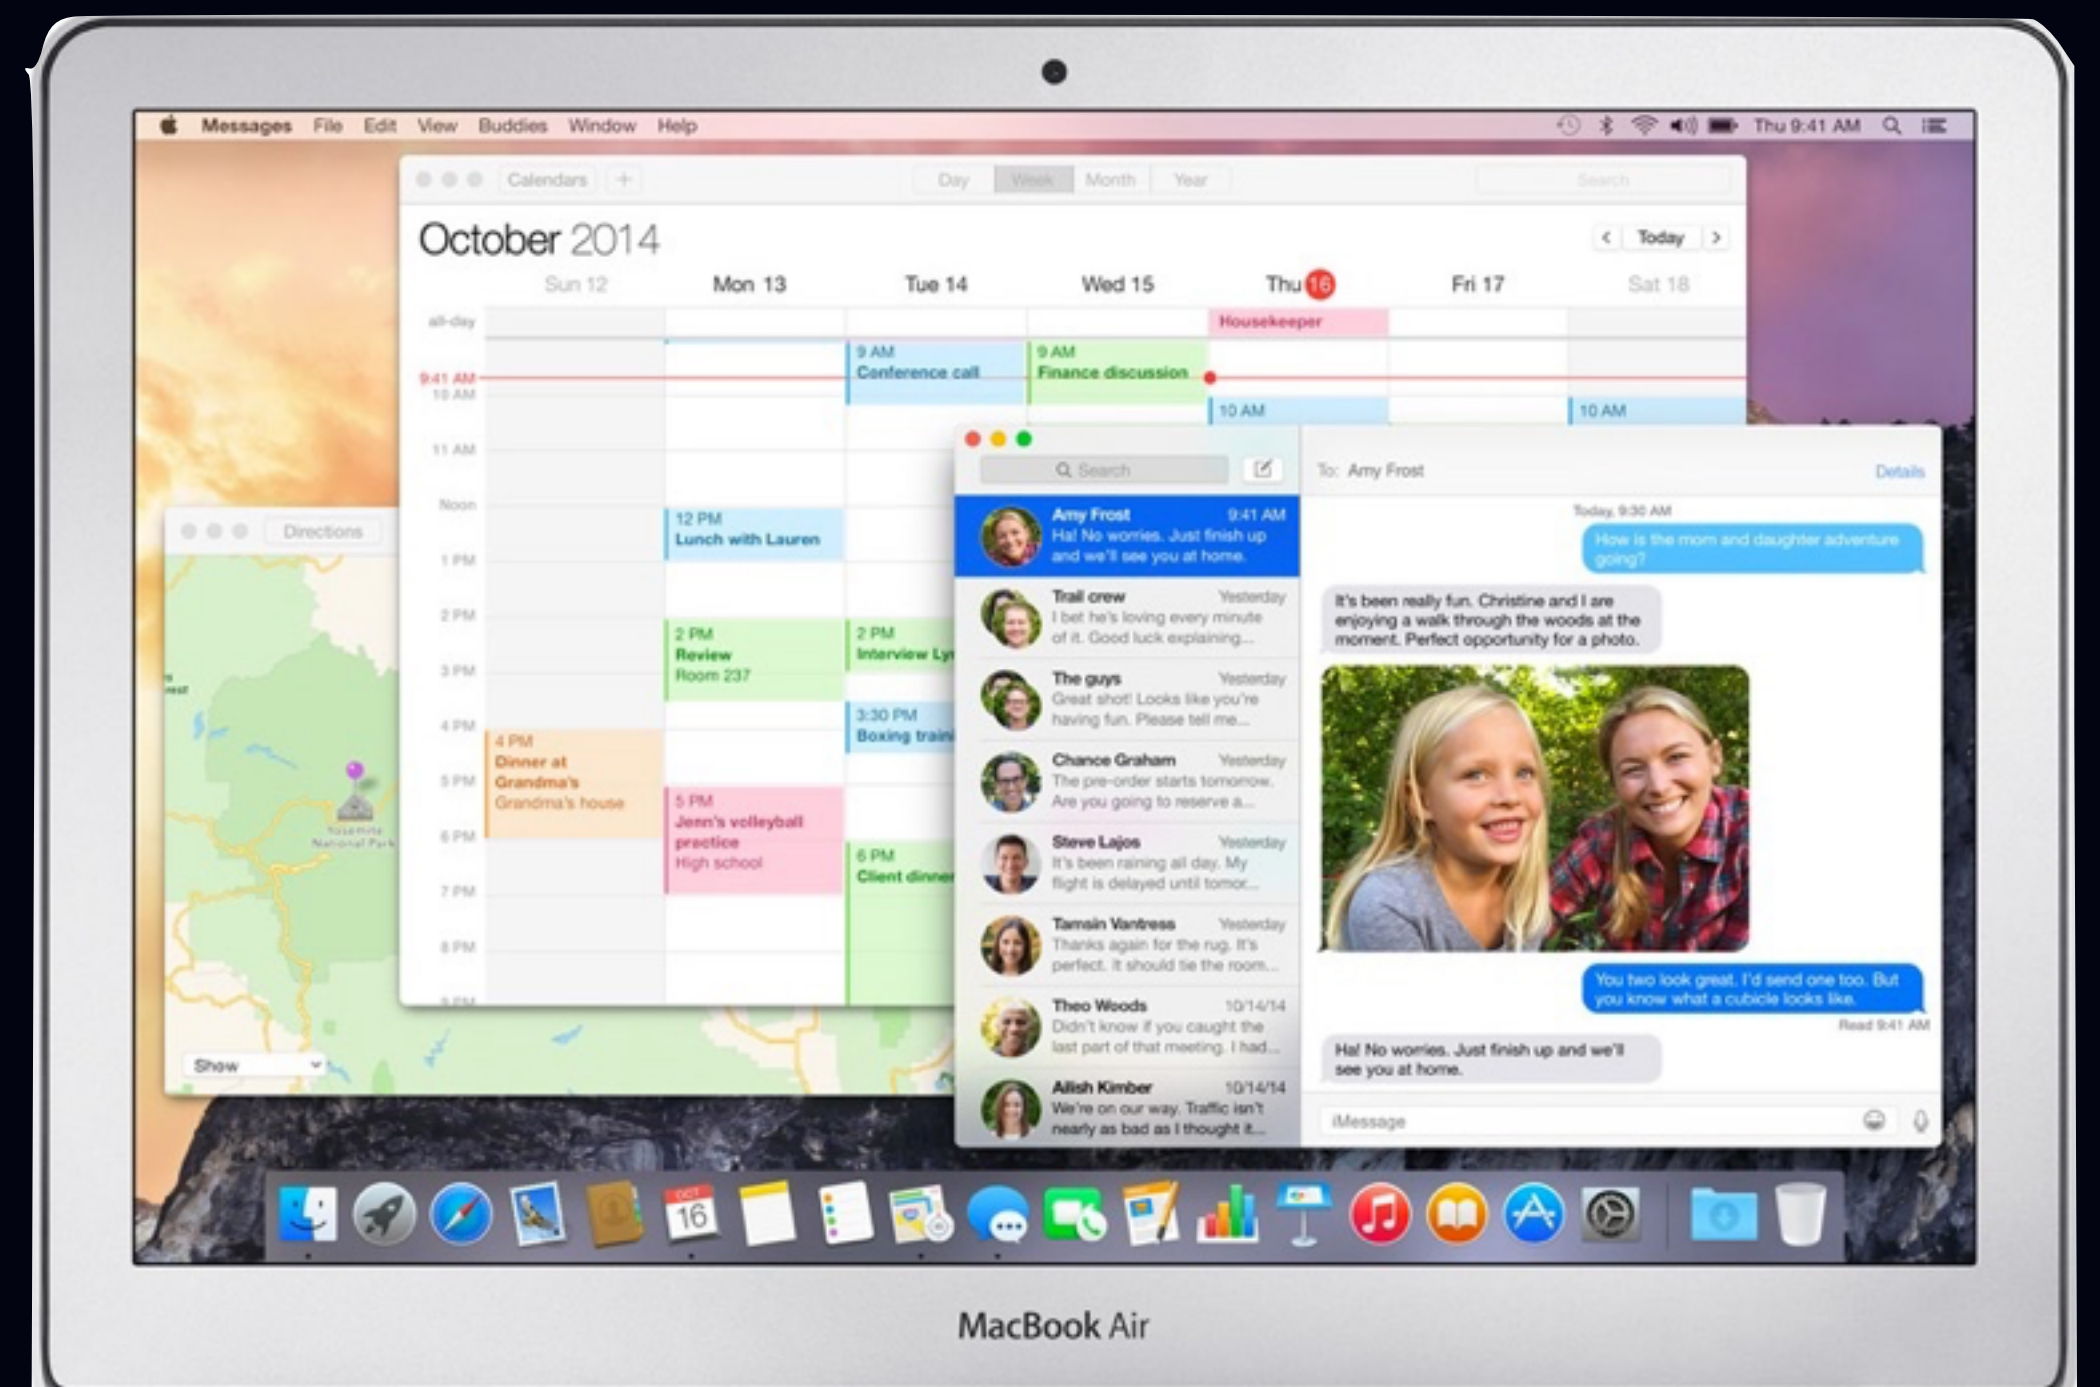 Messages File Edit View Buddies Window Help
Thu 9:41 AM
Calendars +
Day Week Month Year
Search
October 2014
< Today >
Sun 12 Mon 13 Tue 14 Wed 15 Thu 16 Fri 17 Sat 18
all-day
Housekeeper
9 AM
Conference call
9 AM
Finance discussion
9:41 AM
10 AM
10 AM
10 AM
11 AM
Noon
12 PM
Lunch with Lauren
1 PM
2 PM
2 PM
Review
Room 237
2 PM
Interview
3 PM
3:30 PM
Boxing
4 PM
4 PM
Dinner at
Grandma's
Grandma's house
5 PM
5 PM
Jenn's volleyball
practice
High school
6 PM
6 PM
Client dinner
7 PM
8 PM
Directions
Yosemite
National Park
Show
Search
Amy Frost 9:41 AM
Ha! No worries. Just finish up
and we'll see you at home.
Trail crew Yesterday
I bet he's loving every minute
of it. Good luck explaining...
The guys Yesterday
Great shot! Looks like you're
having fun. Please tell me...
Chance Graham Yesterday
The pre-order starts tomorrow.
Are you going to reserve a...
Steve Lajos Yesterday
It's been raining all day. My
flight is delayed until tomor...
Tamsin Vantress Yesterday
Thanks again for the rug. It's
perfect. It should tie the room...
Theo Woods 10/14/14
Didn't know if you caught the
last part of that meeting. I had...
Ailish Kimber 10/14/14
We're on our way. Traffic isn't
nearly as bad as I thought it...
To: Amy Frost
Details
Today, 9:30 AM
How is the mom and daughter adventure
going?
It's been really fun. Christine and I are
enjoying a walk through the woods at the
moment. Perfect opportunity for a photo.
You two look great. I'd send one too. But
you know what a cubicle looks like.
Read 9:41 AM
Ha! No worries. Just finish up and we'll
see you at home.
iMessage
OCT
16
MacBook Air